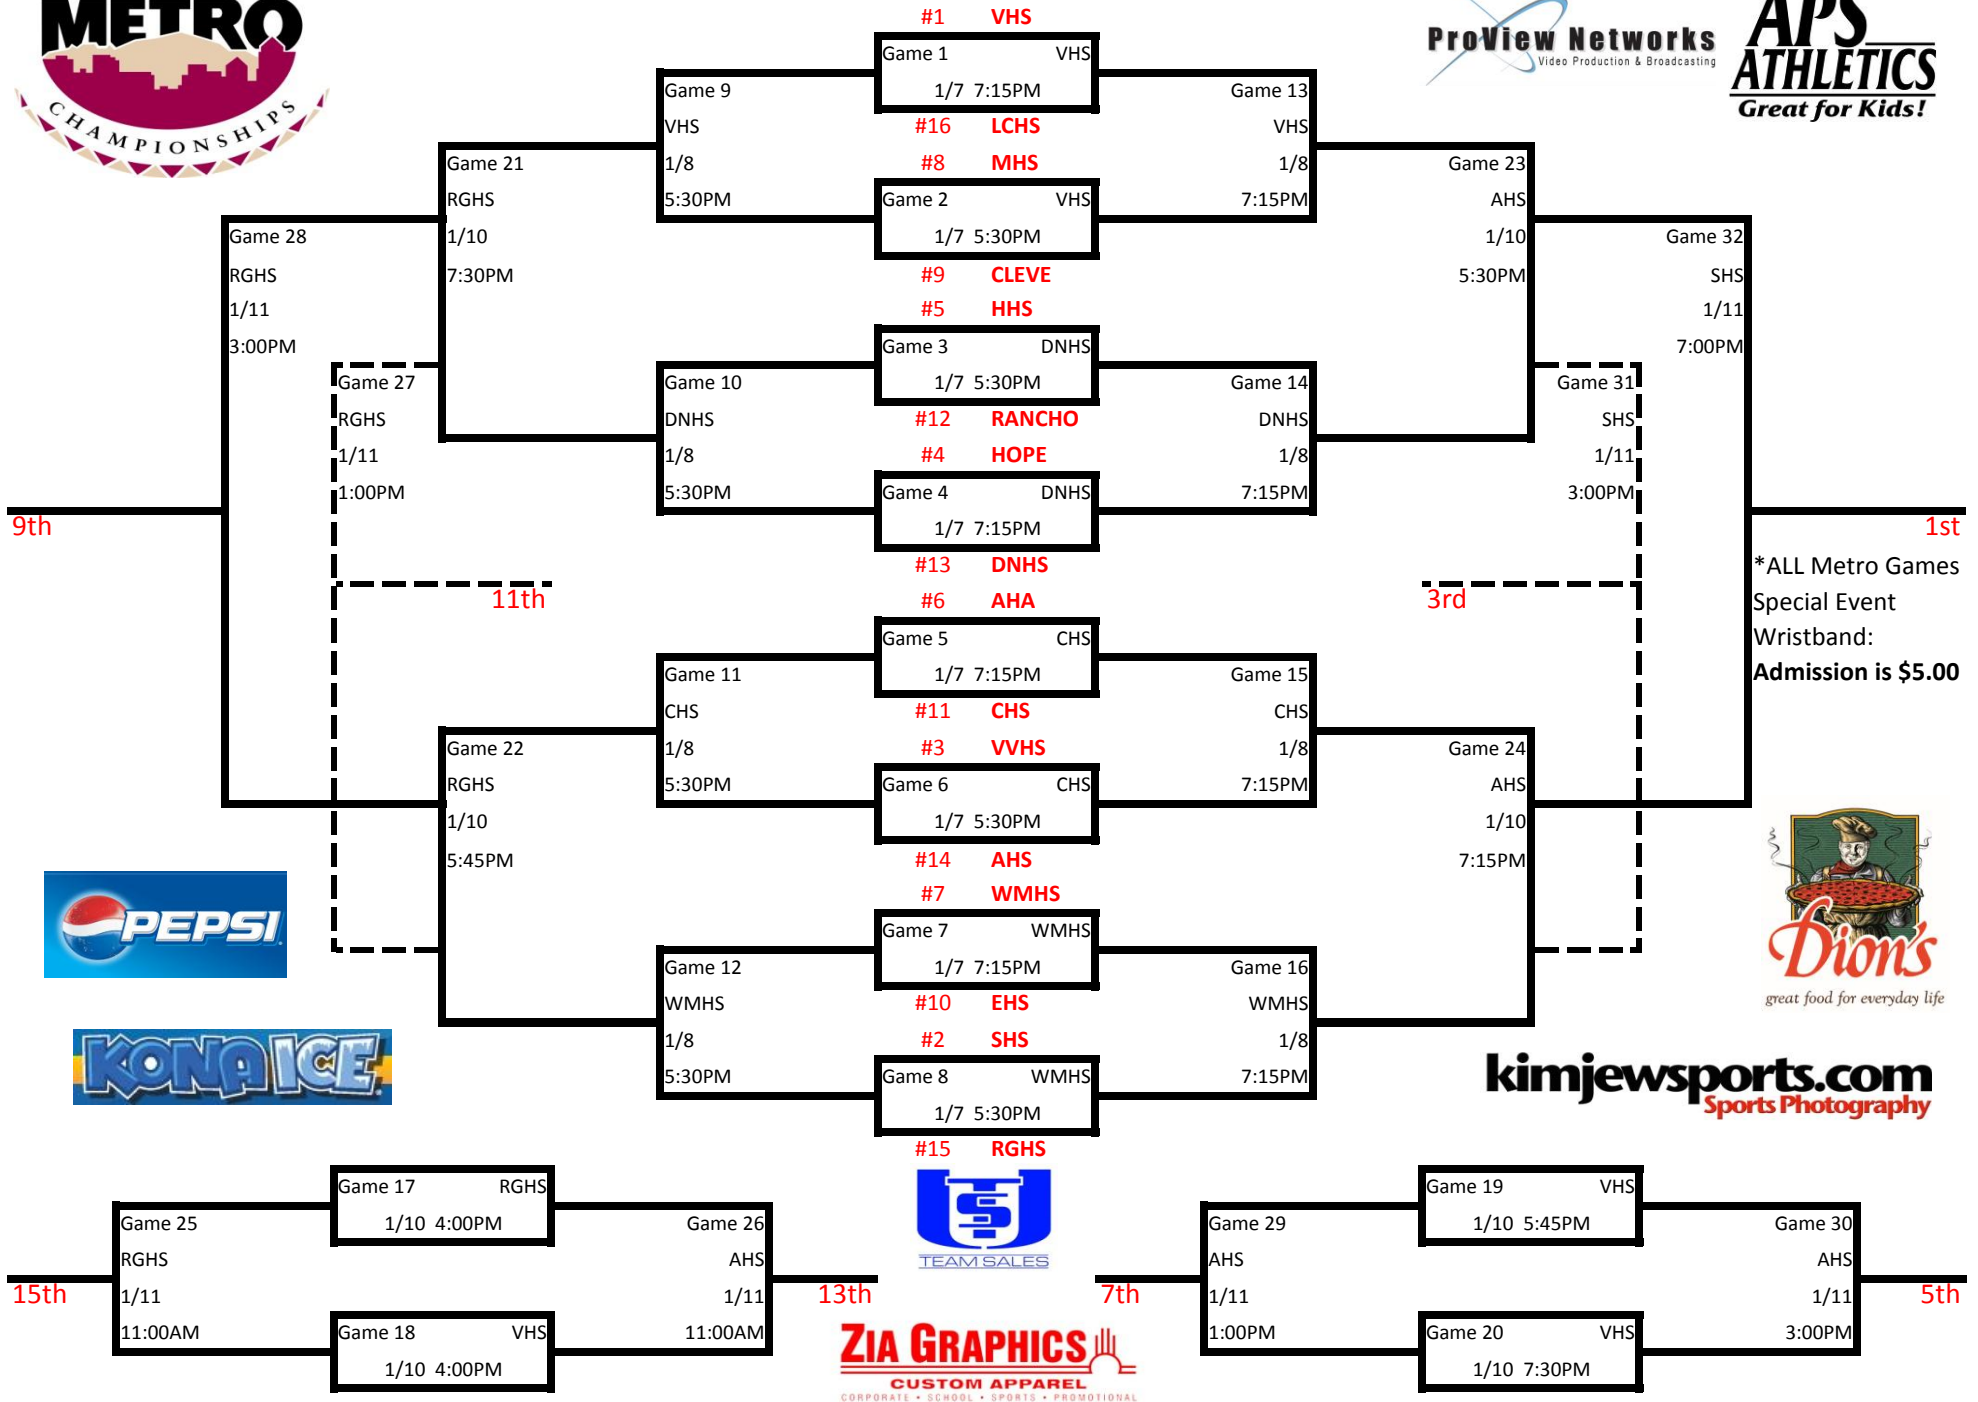 METRO
CHAMPIONSHIPS
ProView Networks
Video Production & Broadcasting
APS
ATHLETICS
Great for Kids!
#1 VHS
Game 1 VHS
1/7 7:15PM
#16 LCHS
#8 MHS
Game 2 VHS
1/7 5:30PM
#9 CLEVE
#5 HHS
Game 3 DNHS
1/7 5:30PM
#12 RANCHO
#4 HOPE
Game 4 DNHS
1/7 7:15PM
#13 DNHS
#6 AHA
Game 5 CHS
1/7 7:15PM
#11 CHS
#3 VVHS
Game 6 CHS
1/7 5:30PM
#14 AHS
#7 WMHS
Game 7 WMHS
1/7 7:15PM
#10 EHS
#2 SHS
Game 8 WMHS
1/7 5:30PM
#15 RGHS
Game 9
VHS
1/8
5:30PM
Game 10
DNHS
1/8
5:30PM
Game 11
CHS
1/8
5:30PM
Game 12
WMHS
1/8
5:30PM
Game 13
VHS
1/8
7:15PM
Game 14
DNHS
1/8
7:15PM
Game 15
CHS
1/8
7:15PM
Game 16
WMHS
1/8
7:15PM
Game 21
RGHS
1/10
7:30PM
Game 22
RGHS
1/10
5:45PM
Game 23
AHS
1/10
5:30PM
Game 24
AHS
1/10
7:15PM
Game 28
RGHS
1/11
3:00PM
Game 27
RGHS
1/11
1:00PM
9th
11th
Game 32
SHS
1/11
7:00PM
Game 31
SHS
1/11
3:00PM
1st
3rd
*ALL Metro Games
Special Event
Wristband:
Admission is $5.00
PEPSI
KONA ICE
Dion's
great food for everyday life
kimjewsports.com
Sports Photography
Game 17 RGHS
1/10 4:00PM
Game 18 VHS
1/10 4:00PM
Game 25
RGHS
1/11
11:00AM
15th
Game 26
AHS
1/11
11:00AM
13th
UST
TEAM SALES
ZIA GRAPHICS
CUSTOM APPAREL
CORPORATE • SCHOOL • SPORTS • PROMOTIONAL
Game 19 VHS
1/10 5:45PM
Game 20 VHS
1/10 7:30PM
Game 29
AHS
1/11
1:00PM
7th
Game 30
AHS
1/11
3:00PM
5th